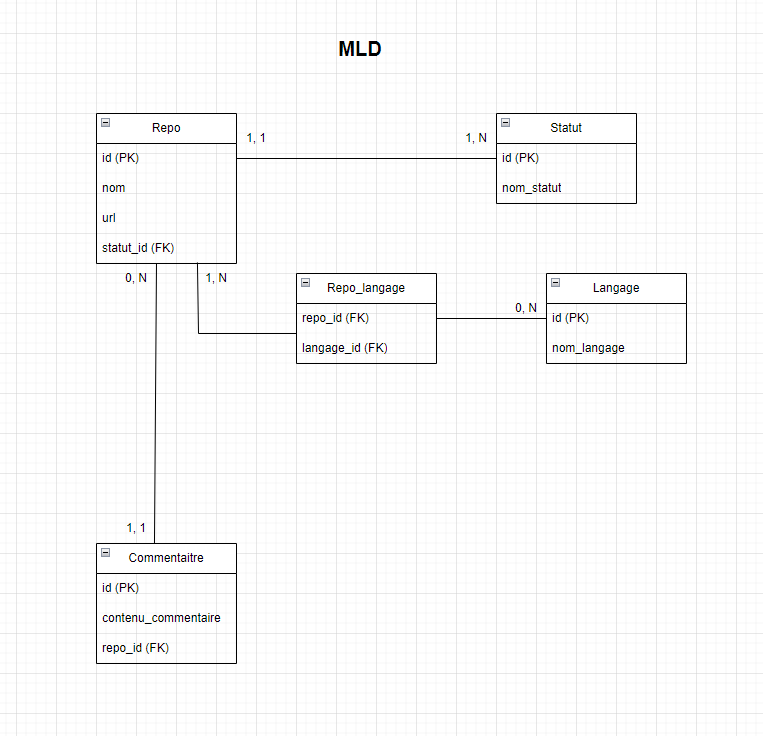 MLD
Repo
id (PK)
nom
url
statut_id (FK)
1, 1
1, N
Statut
id (PK)
nom_statut
0, N
1, N
Repo_langage
repo_id (FK)
langage_id (FK)
0, N
Langage
id (PK)
nom_langage
1, 1
Commentaitre
id (PK)
contenu_commentaire
repo_id (FK)